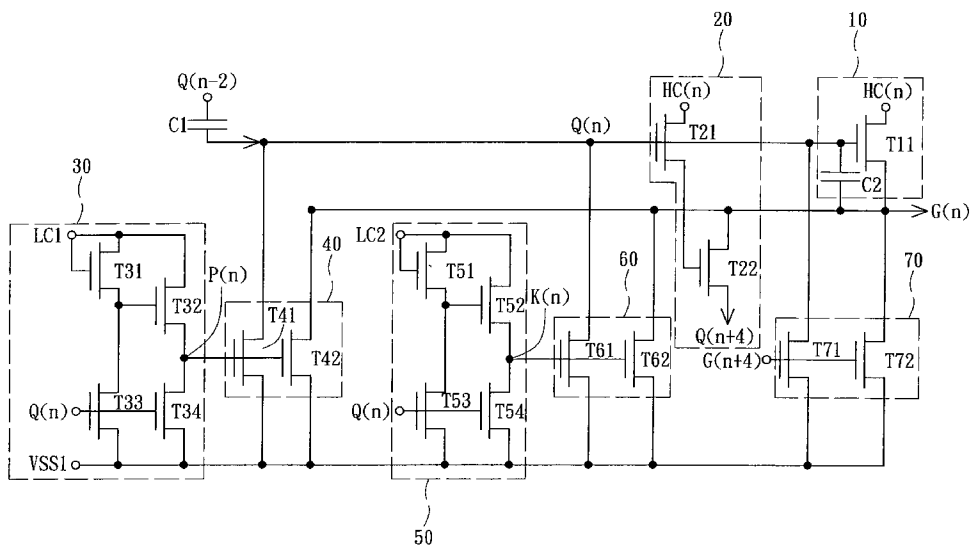 20
10
Q(n-2)
HC(n)
HC(n)
C1
Q(n)
T21
T11
C2
30
G(n)
LC1
LC2
40
60
70
T31
P(n)
T51
K(n)
T22
T32
T52
Q(n+4)
T41
T42
T61
T62
G(n+4)
T71
T72
Q(n)
T33
T34
Q(n)
T53
T54
VSS1
50